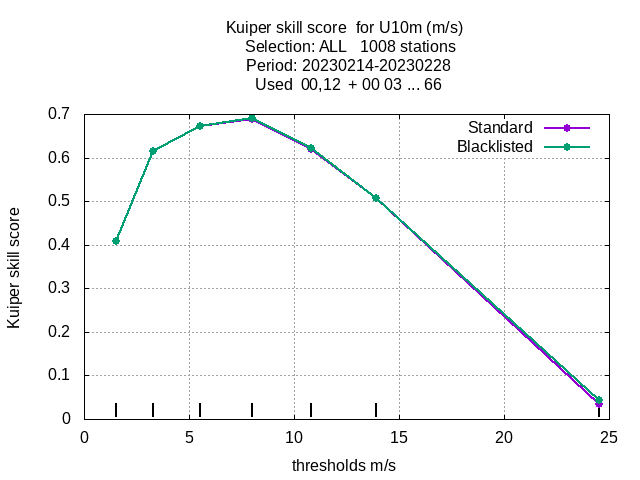 Kuiper skill score  for U10m (m/s)
Selection: ALL   1008 stations
Period: 20230214-20230228
Used  00,12  + 00 03 ... 66
Standard
Blacklisted
Kuiper skill score
0.7
0.6
0.5
0.4
0.3
0.2
0.1
0
0 5 10 15 20 25
thresholds m/s